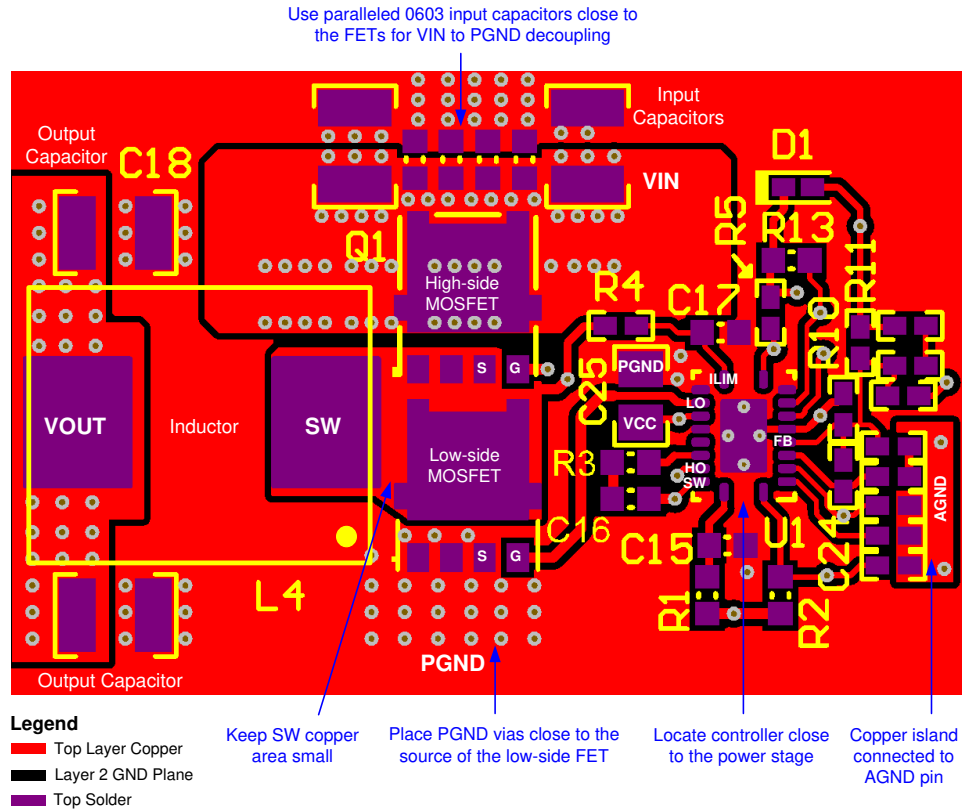 Use paralleled 0603 input capacitors close to
the FETs for VIN to PGND decoupling
Output
Capacitor
C18
Input
Capacitors
VIN
D1
R5
R13
Q1
High-side
MOSFET
R4
C17
R10
R11
S
G
C25
PGND
ILIM
LO
VCC
FB
VOUT
Inductor
SW
Low-side
MOSFET
R3
HO
SW
AGND
C16
S
G
C15
U1
C24
L4
R1
R2
PGND
Output Capacitor
Legend
Top Layer Copper
Layer 2 GND Plane
Top Solder
Keep SW copper
area small
Place PGND vias close to the
source of the low-side FET
Locate controller close
to the power stage
Copper island
connected to
AGND pin